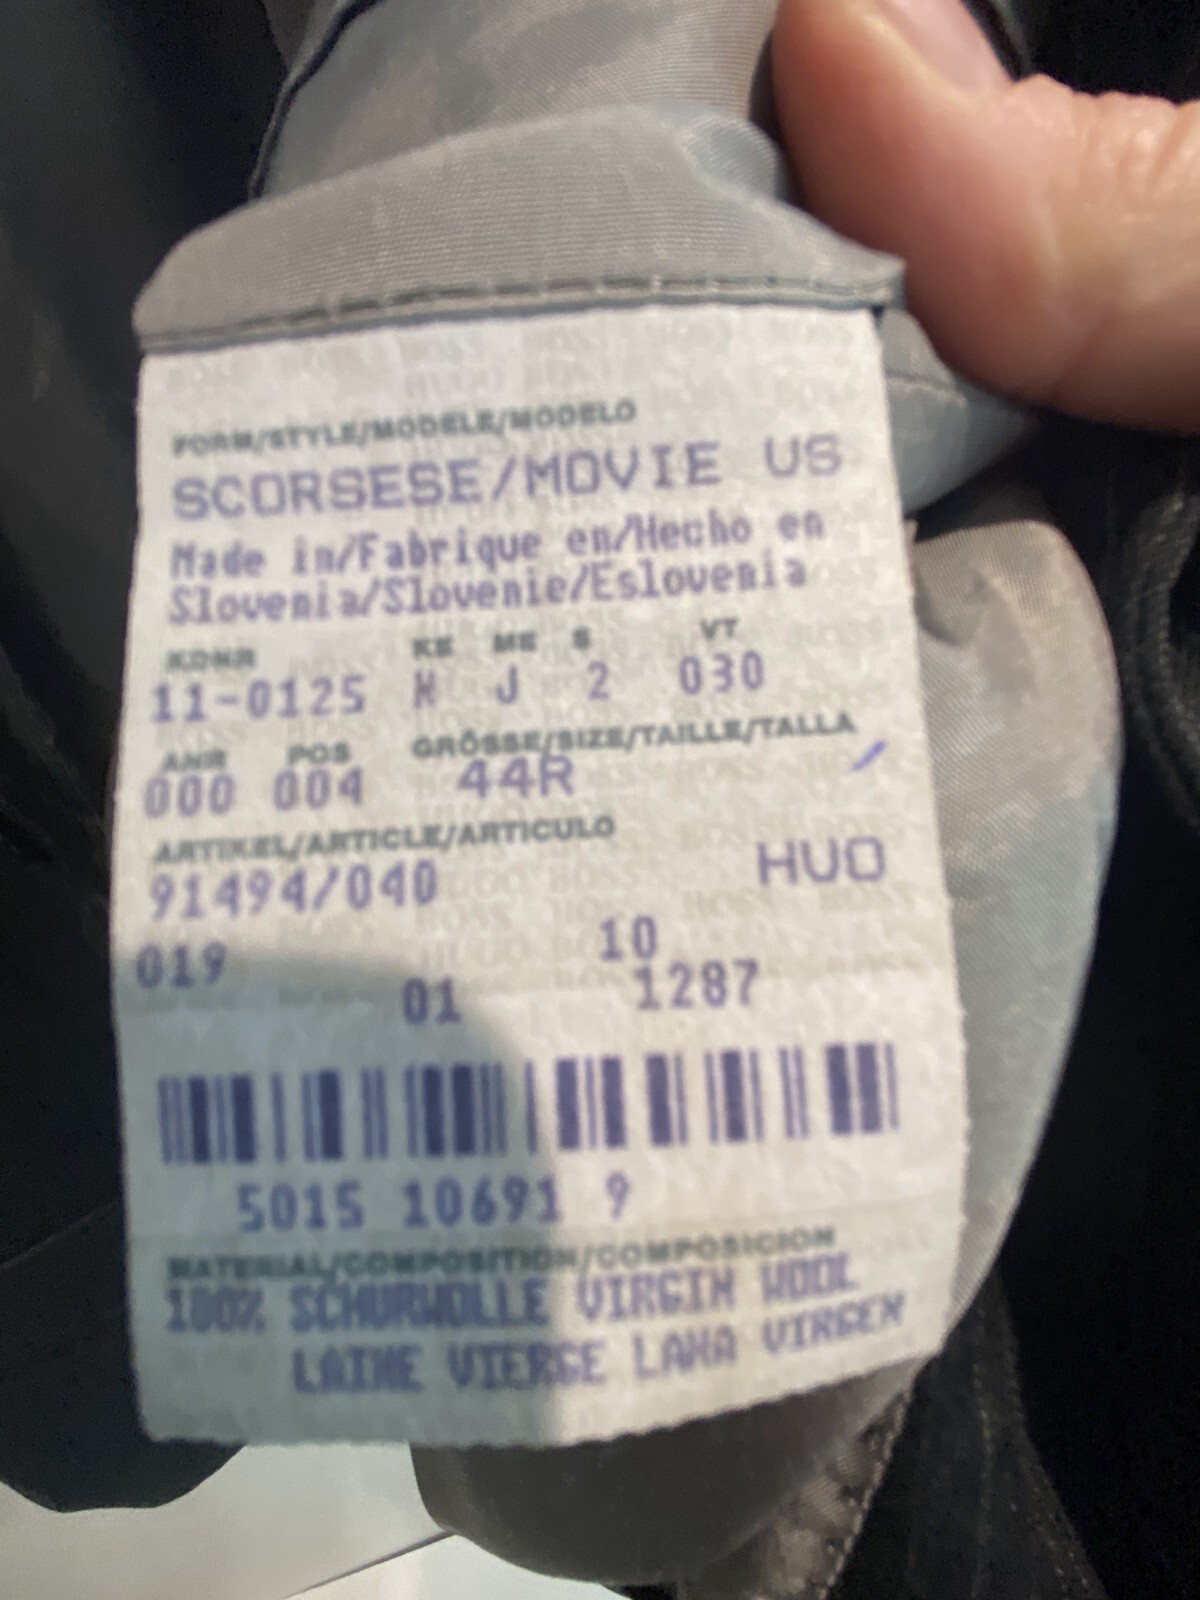 FORM/STYLE/MODELE/MODELO
SCORSESE/MOVIE US
Made in/Fabrique en/Hecho en
Slovenia/Slovenie/Eslovenia
KDNR KE ME S VT
11-0125 H J 2 030
ANR POS GRÖSSE/SIZE/TAILLE/TALLA
000 004 44R
ARTIKEL/ARTICLE/ARTICULO
91494/040 HUO
019 10
01 1287
5015 10691 9
MATERIAL/COMPOSITION/COMPOSICION
100% SCHURWOLLE VIRGIN WOOL
LAINE VIERGE LANA VIRGEN